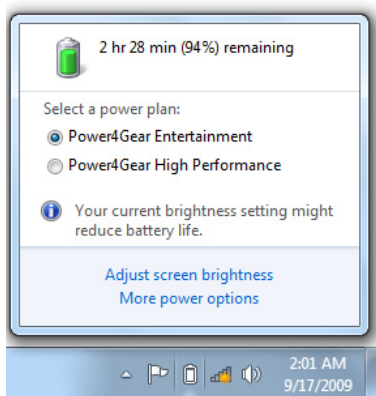 2 hr 28 min (94%) remaining
Select a power plan:
Power4Gear Entertainment
Power4Gear High Performance
Your current brightness setting might
reduce battery life.
Adjust screen brightness
More power options
2:01 AM
9/17/2009